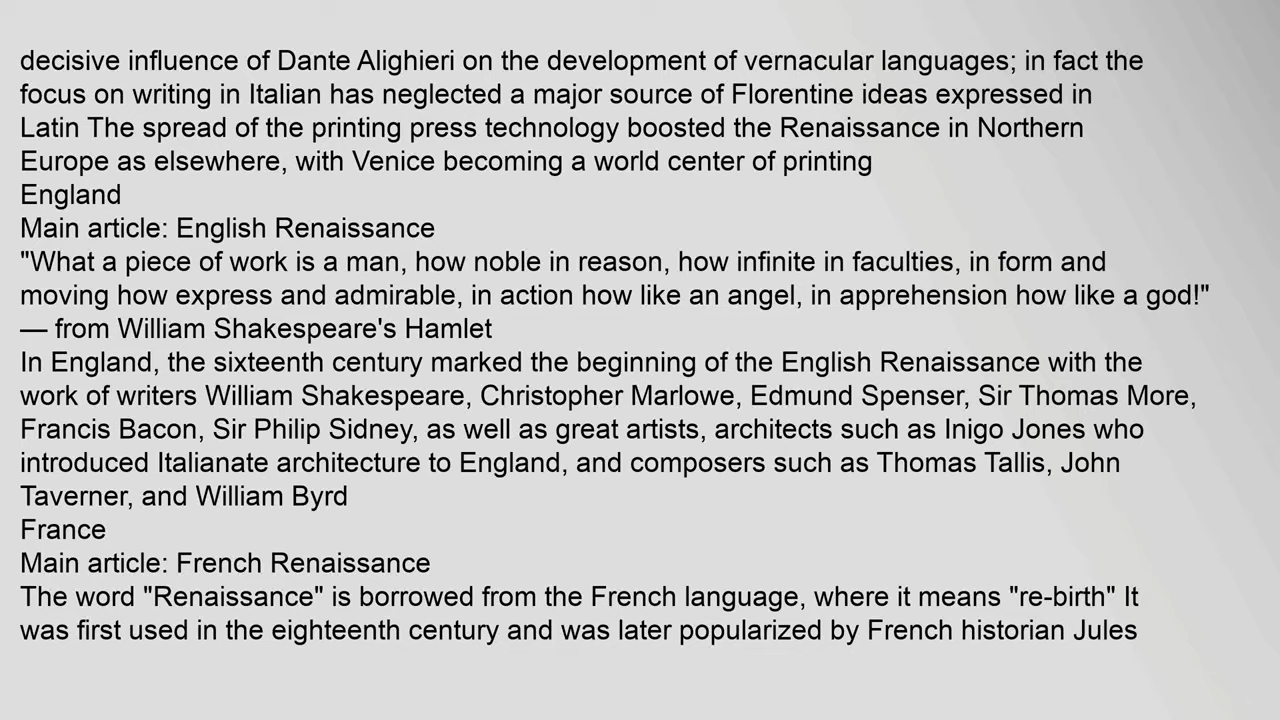 decisive influence of Dante Alighieri on the development of vernacular languages; in fact the
focus on writing in Italian has neglected a major source of Florentine ideas expressed in
Latin The spread of the printing press technology boosted the Renaissance in Northern
Europe as elsewhere, with Venice becoming a world center of printing
England
Main article: English Renaissance
"What a piece of work is a man, how noble in reason, how infinite in faculties, in form and
moving how express and admirable, in action how like an angel, in apprehension how like a god!"
— from William Shakespeare's Hamlet
In England, the sixteenth century marked the beginning of the English Renaissance with the
work of writers William Shakespeare, Christopher Marlowe, Edmund Spenser, Sir Thomas More,
Francis Bacon, Sir Philip Sidney, as well as great artists, architects such as Inigo Jones who
introduced Italianate architecture to England, and composers such as Thomas Tallis, John
Taverner, and William Byrd
France
Main article: French Renaissance
The word "Renaissance" is borrowed from the French language, where it means "re-birth" It
was first used in the eighteenth century and was later popularized by French historian Jules